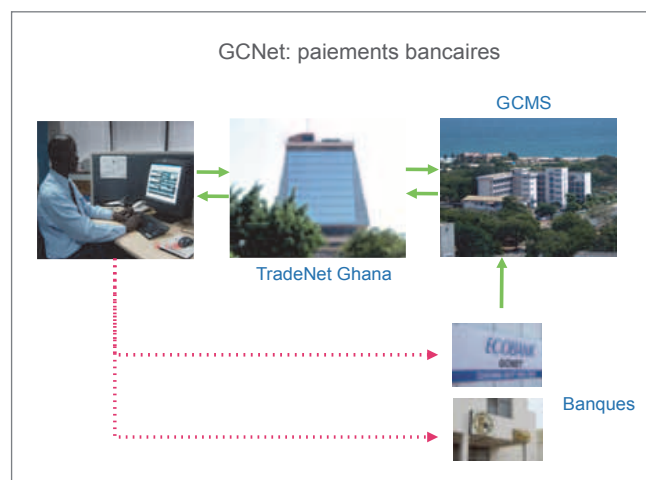 GCNet: paiements bancaires
GCMS
TradeNet Ghana
ECOBANK
GCNET
Banques